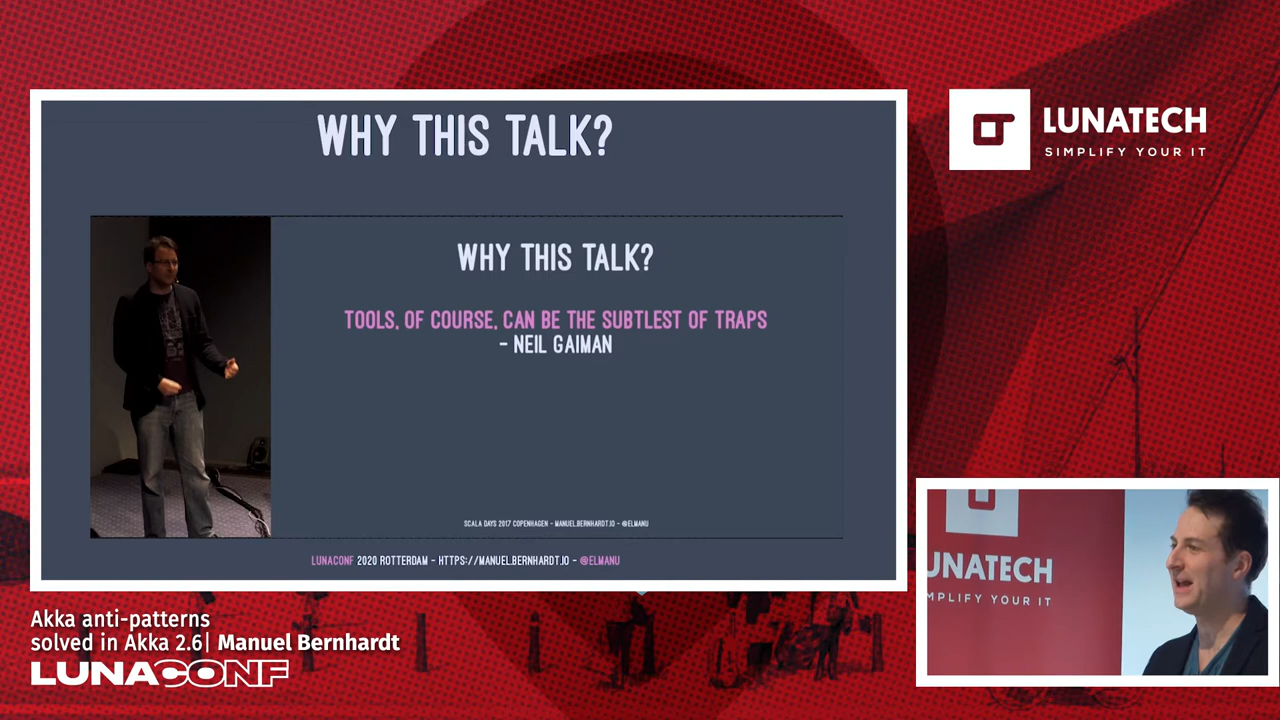 WHY THIS TALK?
WHY THIS TALK?
TOOLS, OF COURSE, CAN BE THE SUBTLEST OF TRAPS
- NEIL GAIMAN
SCALA DAYS 2017 COPENHAGEN - MANUEL.BERNHARDT.IO - @ELMANU
LUNACONF 2020 ROTTERDAM - HTTPS://MANUEL.BERNHARDT.IO - @ELMANU
LUNATECH
SIMPLIFY YOUR IT
UNATECH
MPLIFY YOUR IT
Akka anti-patterns
solved in Akka 2.6| Manuel Bernhardt
LUNACONF